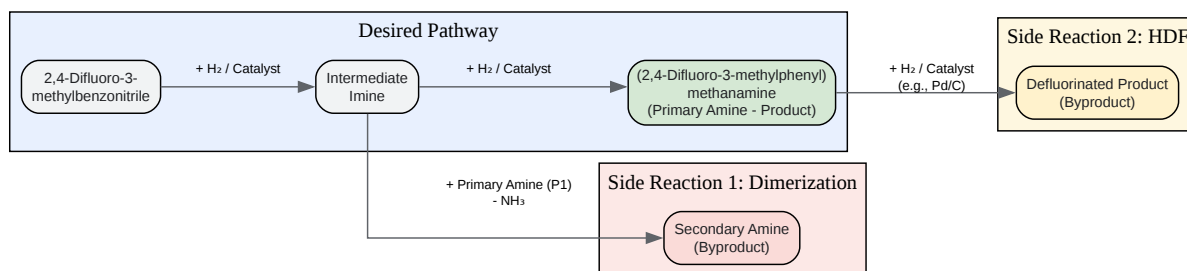 Desired Pathway
2,4-Difluoro-3-
methylbenzonitrile
+ H₂ / Catalyst
Intermediate
Imine
+ H₂ / Catalyst
(2,4-Difluoro-3-methylphenyl)
methanamine
(Primary Amine - Product)
+ H₂ / Catalyst
(e.g., Pd/C)
Side Reaction 2: HDF
Defluorinated Product
(Byproduct)
+ Primary Amine (P1)
- NH₃
Side Reaction 1: Dimerization
Secondary Amine
(Byproduct)